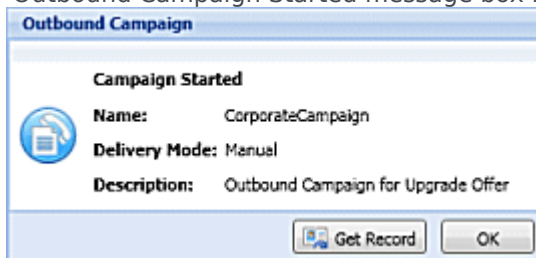 Outbound Campaign Started message box
Outbound Campaign
Campaign Started
Name: CorporateCampaign
Delivery Mode: Manual
Description: Outbound Campaign for Upgrade Offer
Get Record OK